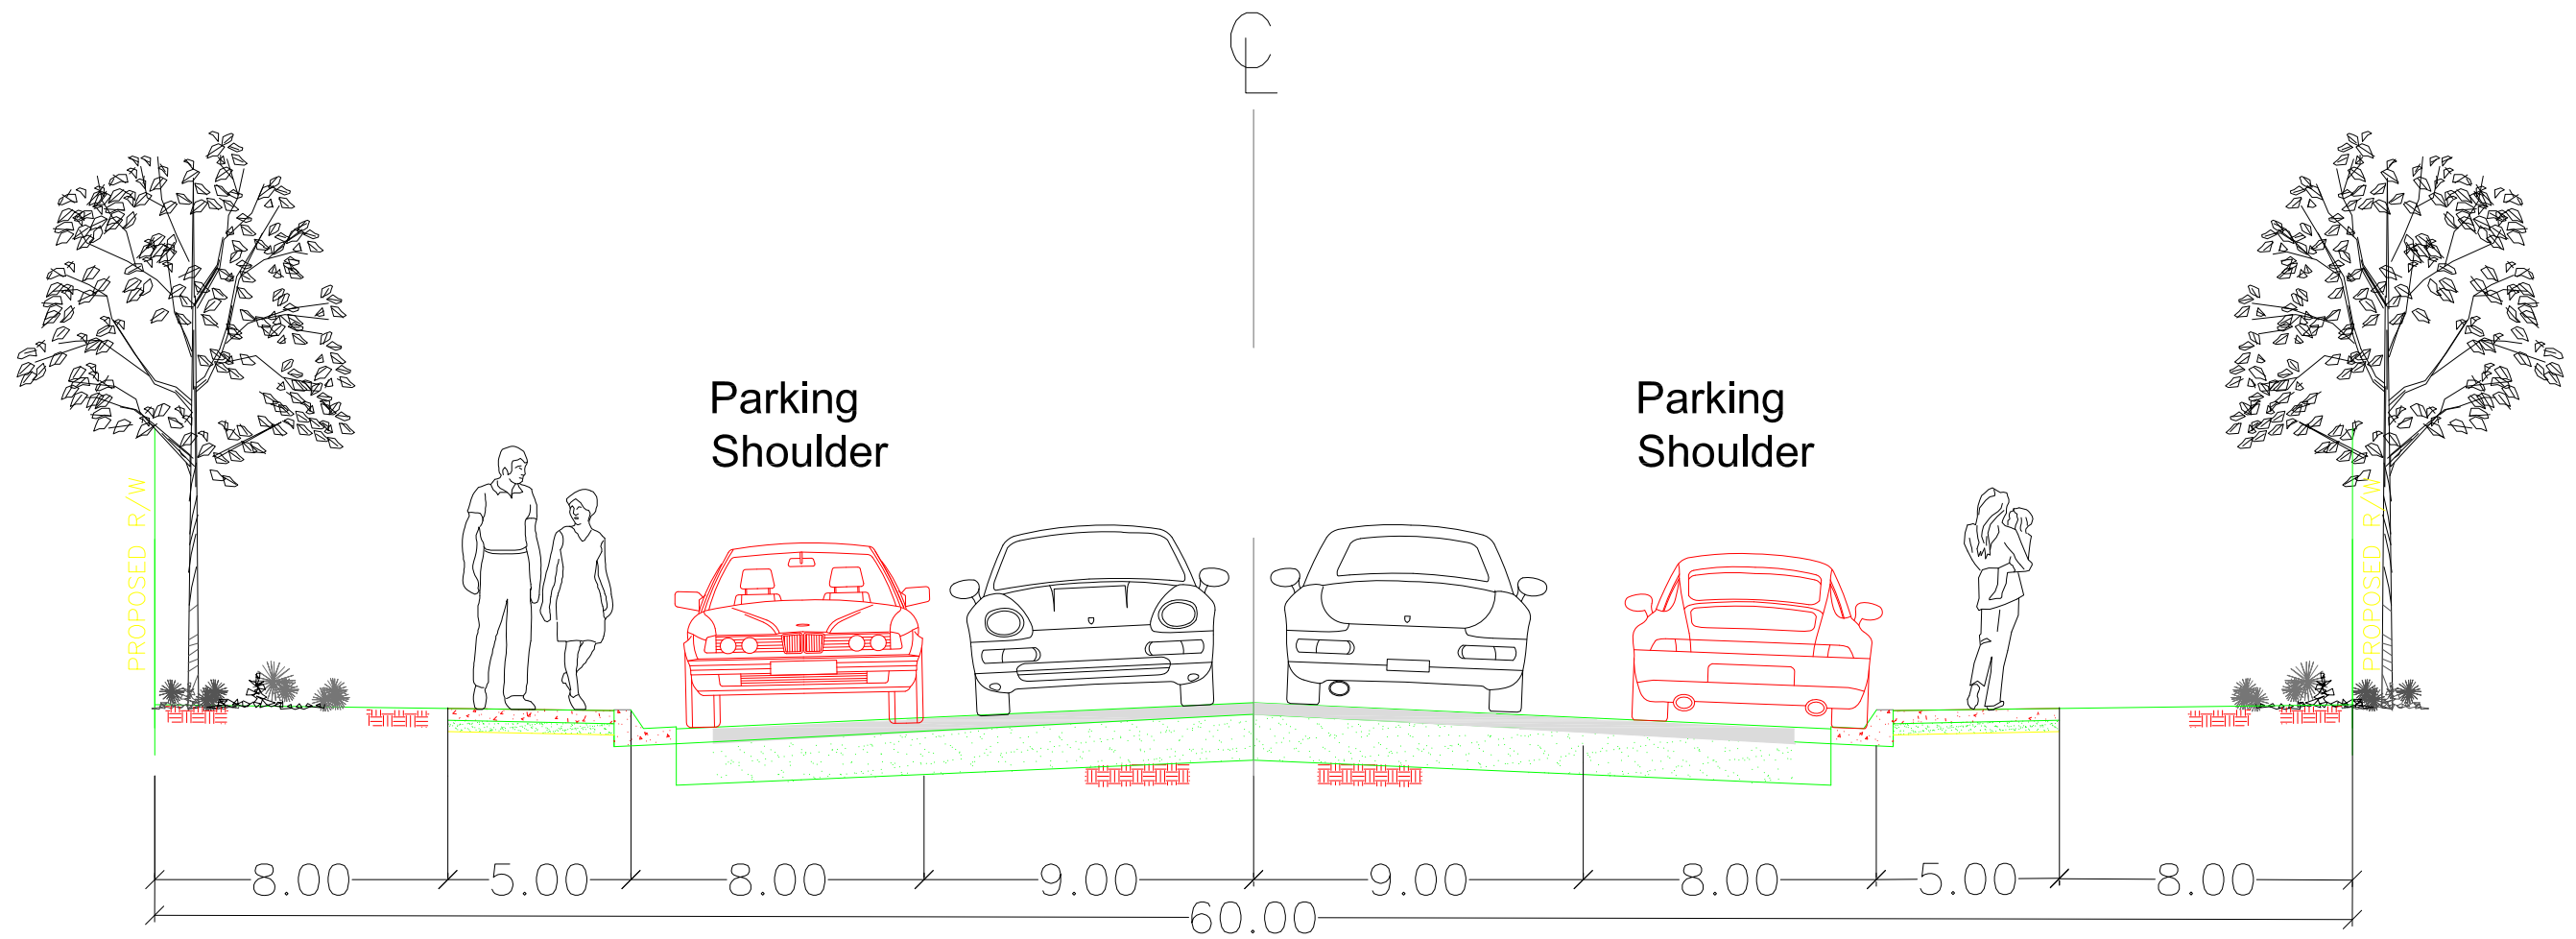 CL
Parking
Shoulder
Parking
Shoulder
PROPOSED R/W
PROPOSED R/W
8.00 5.00 8.00 9.00 9.00 8.00 5.00 8.00
60.00